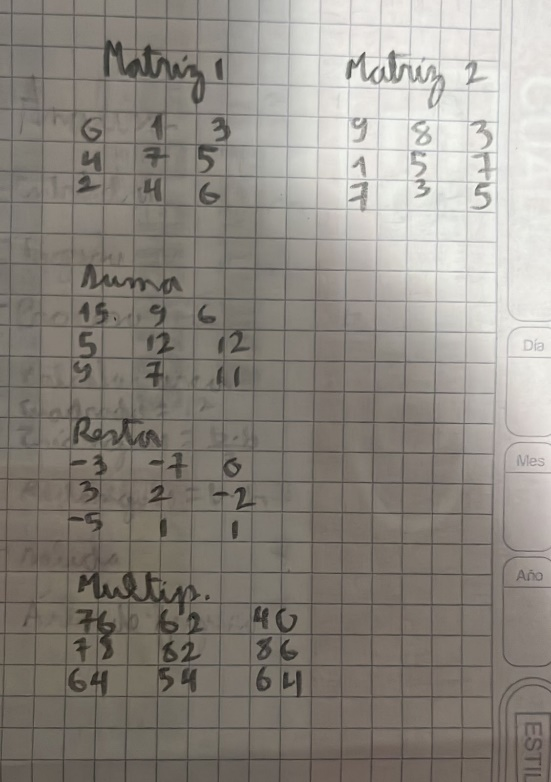 Matriz 1 Matriz 2
6 1 3 9 8 3
4 7 5 1 5 7
2 4 6 7 3 5
Suma
15. 9 6
5 12 12
9 7 11
Resta
-3 -7 0
3 2 -2
-5 1 1
Multip.
76 62 40
78 82 86
64 54 64
Día
Mes
Año
ESTIL